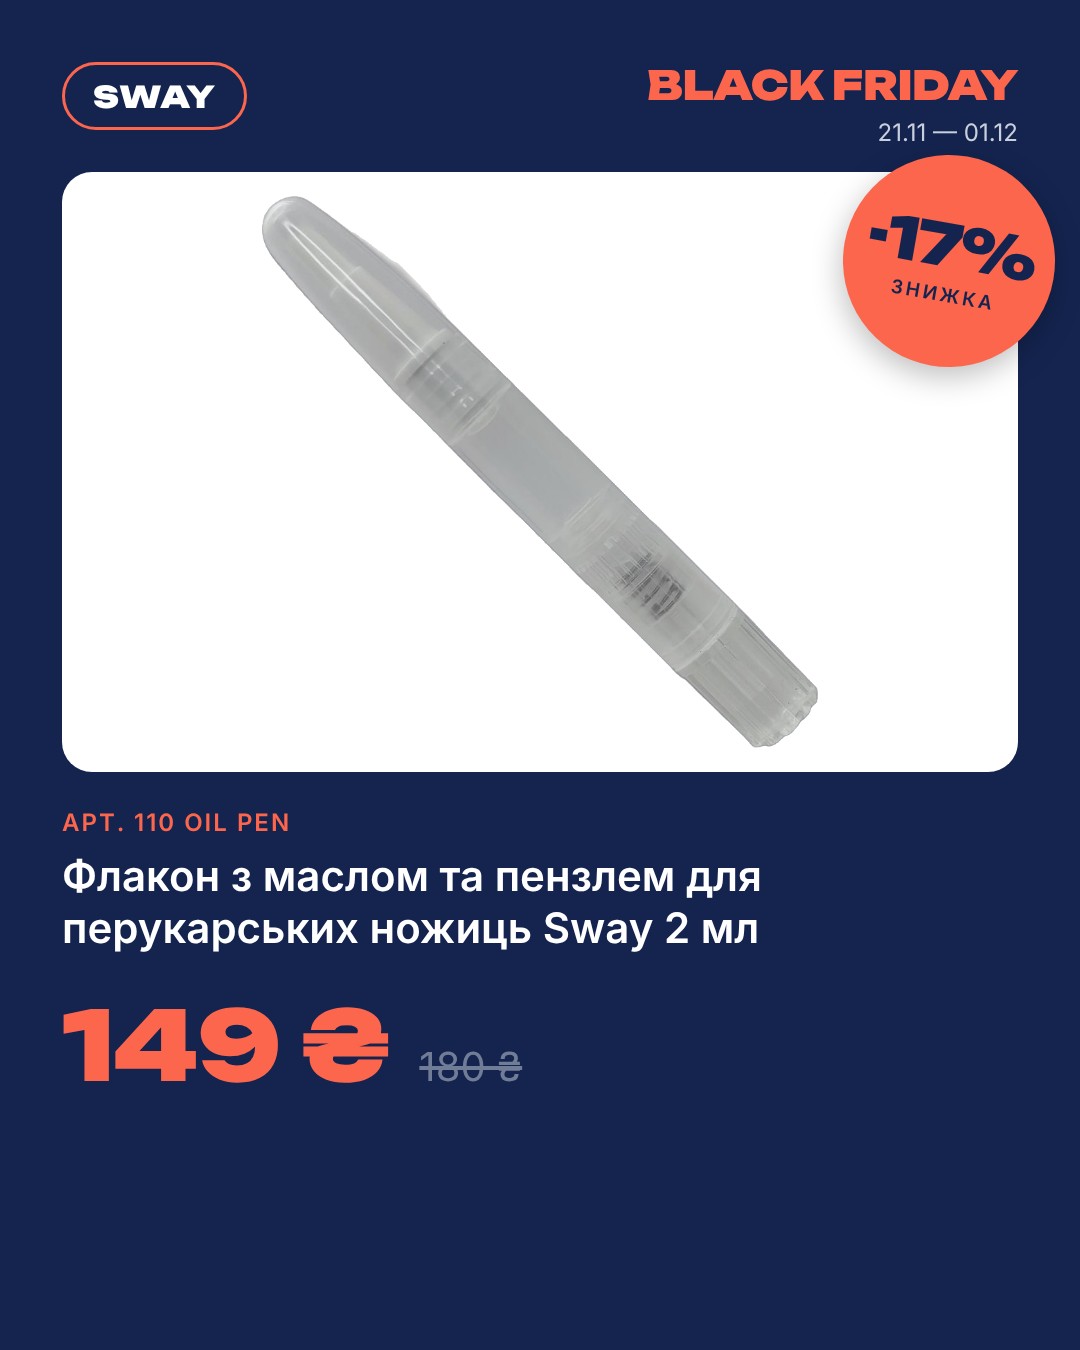 SWAY
BLACK FRIDAY
21.11 — 01.12
-17%
ЗНИЖКА
АРТ. 110 OIL PEN
Флакон з маслом та пензлем для
перукарських ножиць Sway 2 мл
149 ₴
180 ₴